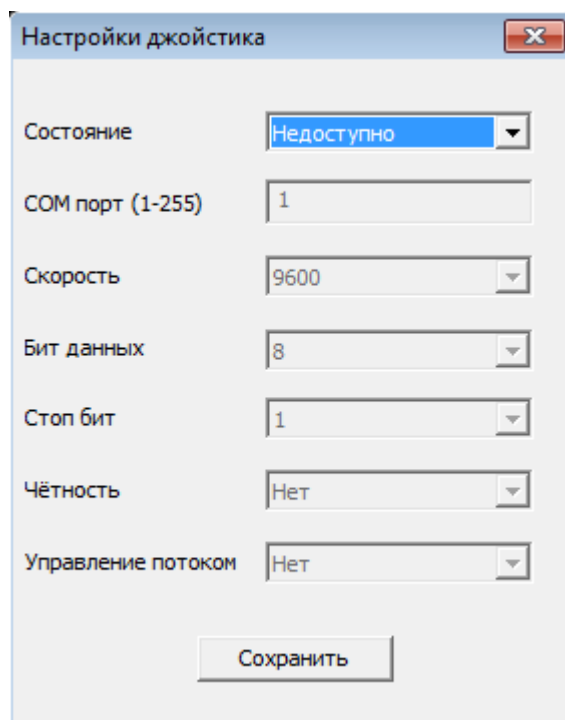 Настройки джойстика
Состояние Недоступно
COM порт (1-255) 1
Скорость 9600
Бит данных 8
Стоп бит 1
Чётность Нет
Управление потоком Нет
Сохранить